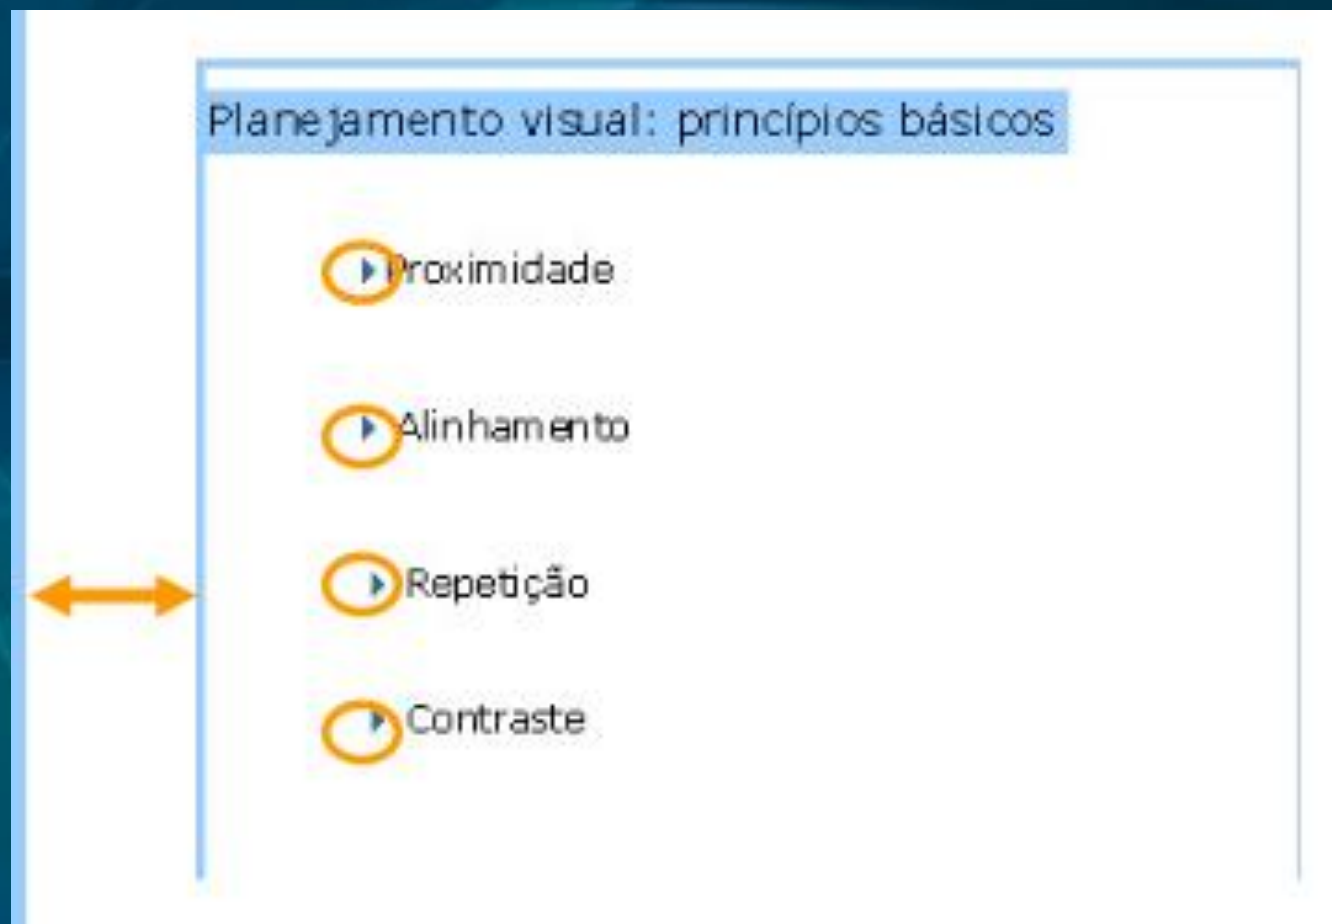 Planejamento visual: princípios básicos
Proximidade
Alinhamento
Repetição
Contraste